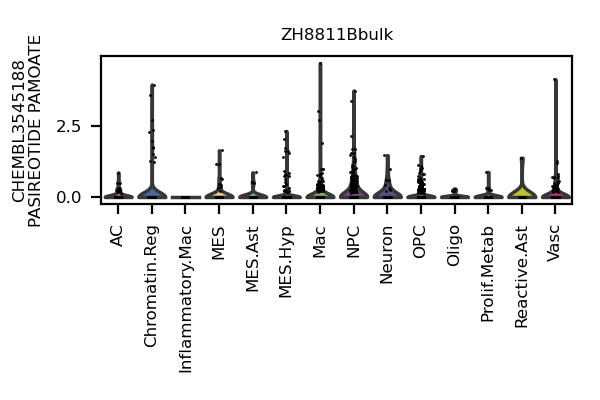 ZH8811Bbulk
CHEMBL3545188
PASIREOTIDE PAMOATE
2.5
0.0
AC
Chromatin.Reg
Inflammatory.Mac
MES
MES.Ast
MES.Hyp
Mac
NPC
Neuron
OPC
Oligo
Prolif.Metab
Reactive.Ast
Vasc